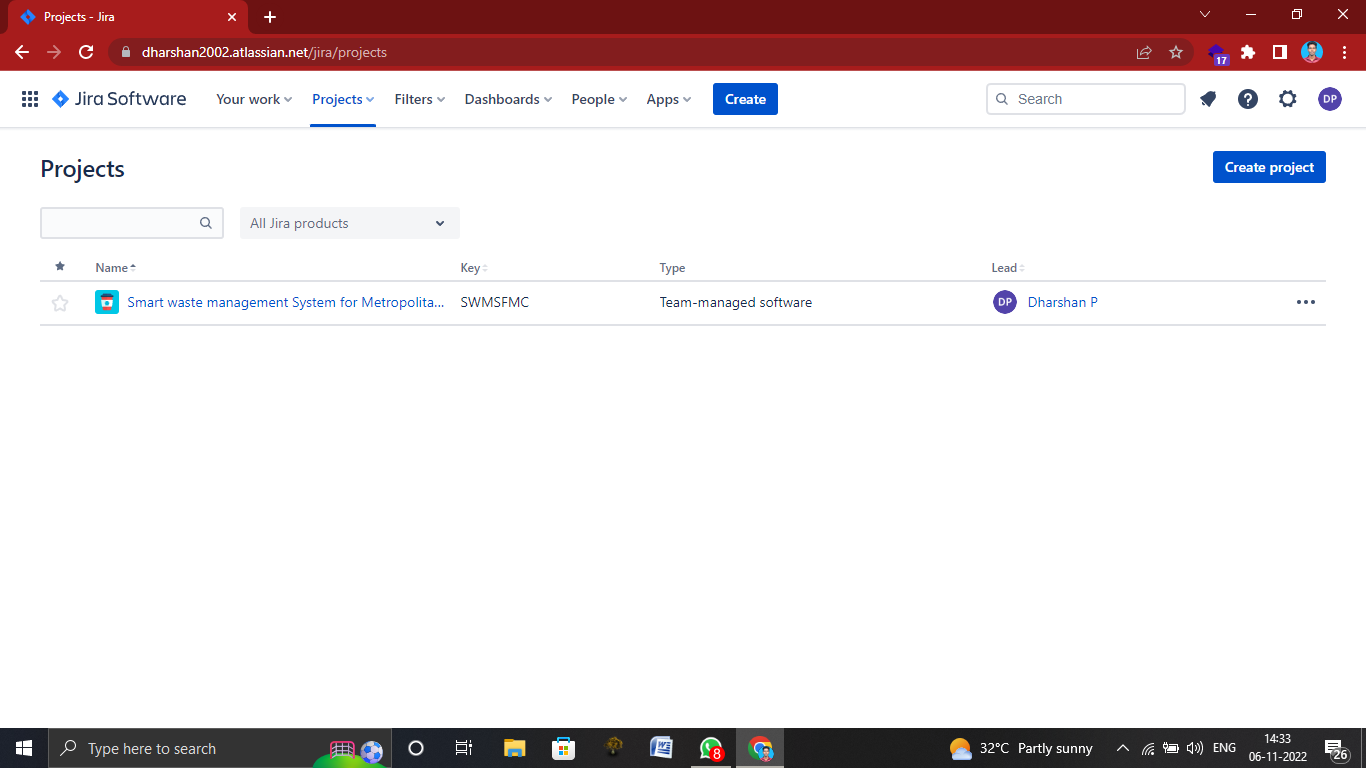 Projects - Jira
dharshan2002.atlassian.net/jira/projects
17
Jira Software Your work Projects Filters Dashboards People Apps Create Search DP
Projects
Create project
All Jira products
Name Key Type Lead
Smart waste management System for Metropolita... SWMSFMC Team-managed software DP Dharshan P
Type here to search
8
32°C Partly sunny
ENG
14:33
06-11-2022
26